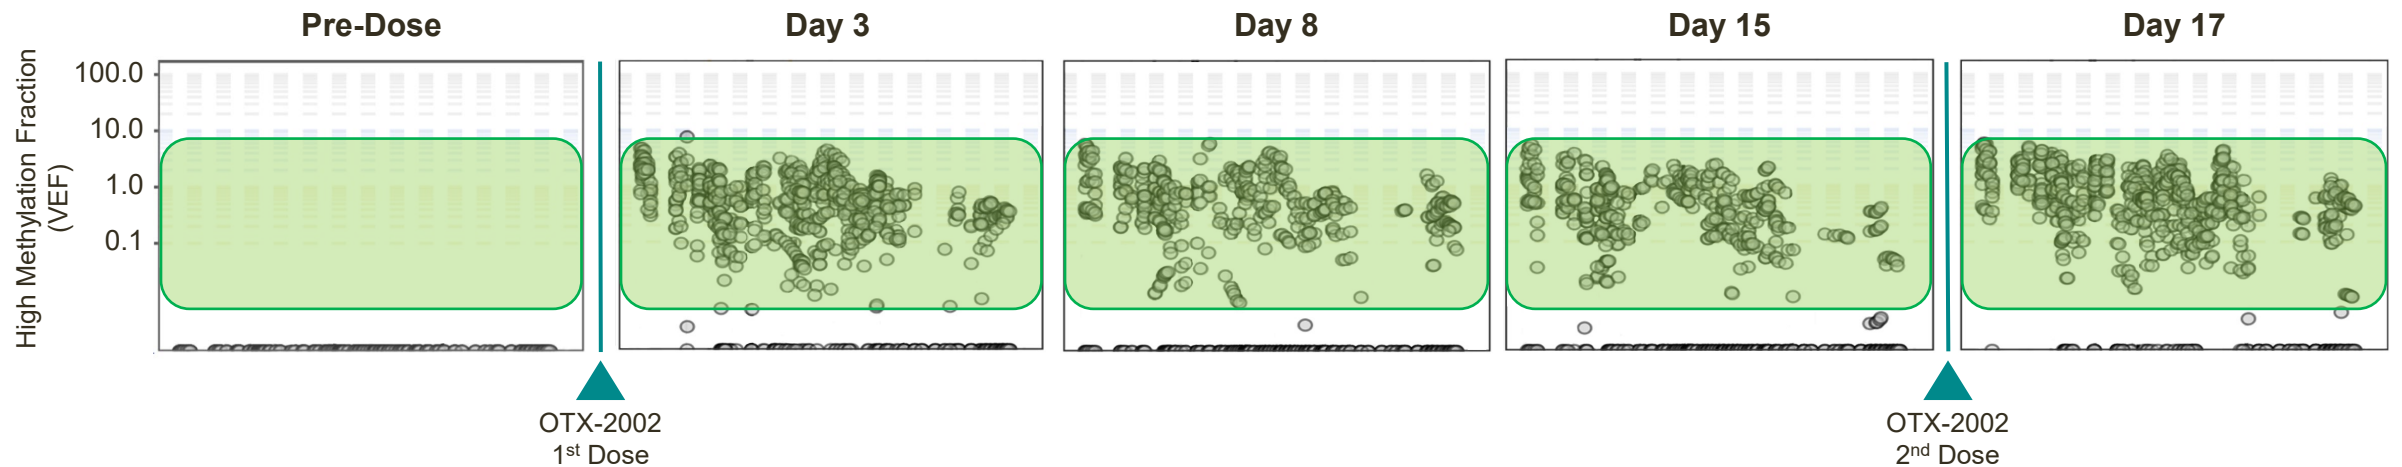 Pre-Dose
Day 3
Day 8
Day 15
Day 17
High Methylation Fraction
(VEF)
100.0
10.0
1.0
0.1
OTX-2002
1st Dose
OTX-2002
2nd Dose